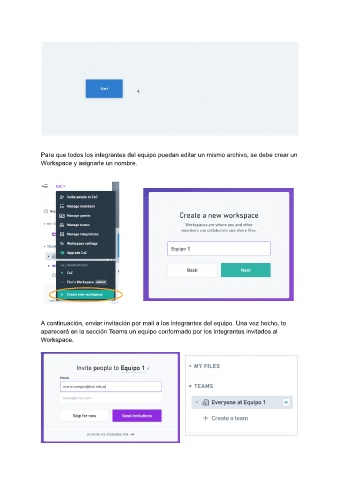 Start
Para que todos los integrantes del equipo puedan editar un mismo archivo, se debe crear un
Workspace y asignarle un nombre.
CoC
Invite people to CoC
Manage members
Manage guests
Manage teams
Manage integrations
Workspace settings
Upgrade CoC
ALL WORKSPACES
CoC
Flor's Workspace
Create new workspace
Create a new workspace
Workspaces are where you and other
members can collaborate and share files.
Equipo 1
Back
Next
A continuación, enviar invitación por mail a los integrantes del equipo. Una vez hecho, te
aparecerá en la sección Teams un equipo conformado por los integrantes invitados al
Workspace.
Invite people to Equipo 1
Emails
Skip for now
Send invitations
MY FILES
TEAMS
Everyone at Equipo 1
+ Create a team